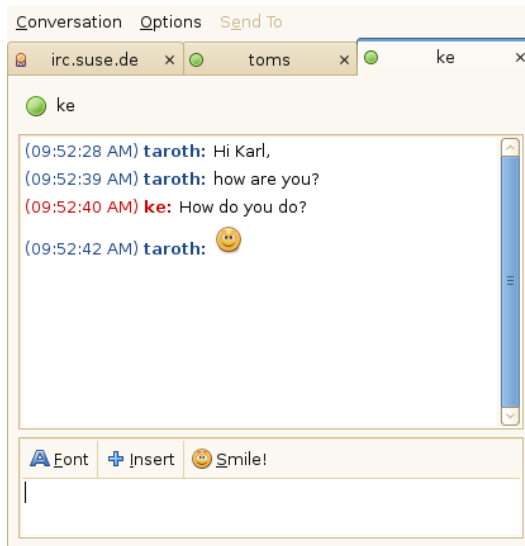 Conversation Options Send To
irc.suse.de toms ke
ke
(09:52:28 AM) taroth: Hi Karl,
(09:52:39 AM) taroth: how are you?
(09:52:40 AM) ke: How do you do?
(09:52:42 AM) taroth:
Font Insert Smile!